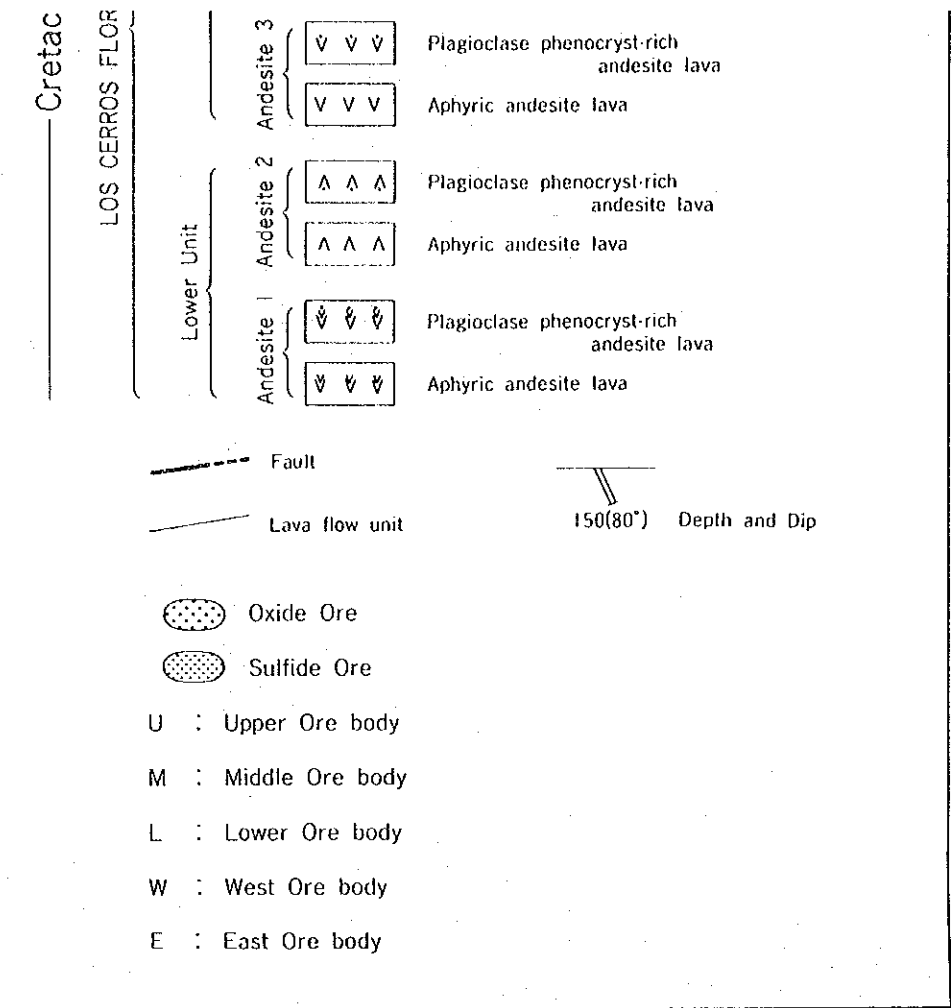 Cretac
LOS CERROS FLOR
Lower Unit
Andesite 3
Plagioclase phenocryst-rich
andesite lava
Aphyric andesite lava
Andesite 2
Plagioclase phenocryst-rich
andesite lava
Aphyric andesite lava
Andesite 1
Plagioclase phenocryst-rich
andesite lava
Aphyric andesite lava
Fault
Lava flow unit
150(80°) Depth and Dip
Oxide Ore
Sulfide Ore
U : Upper Ore body
M : Middle Ore body
L : Lower Ore body
W : West Ore body
E : East Ore body